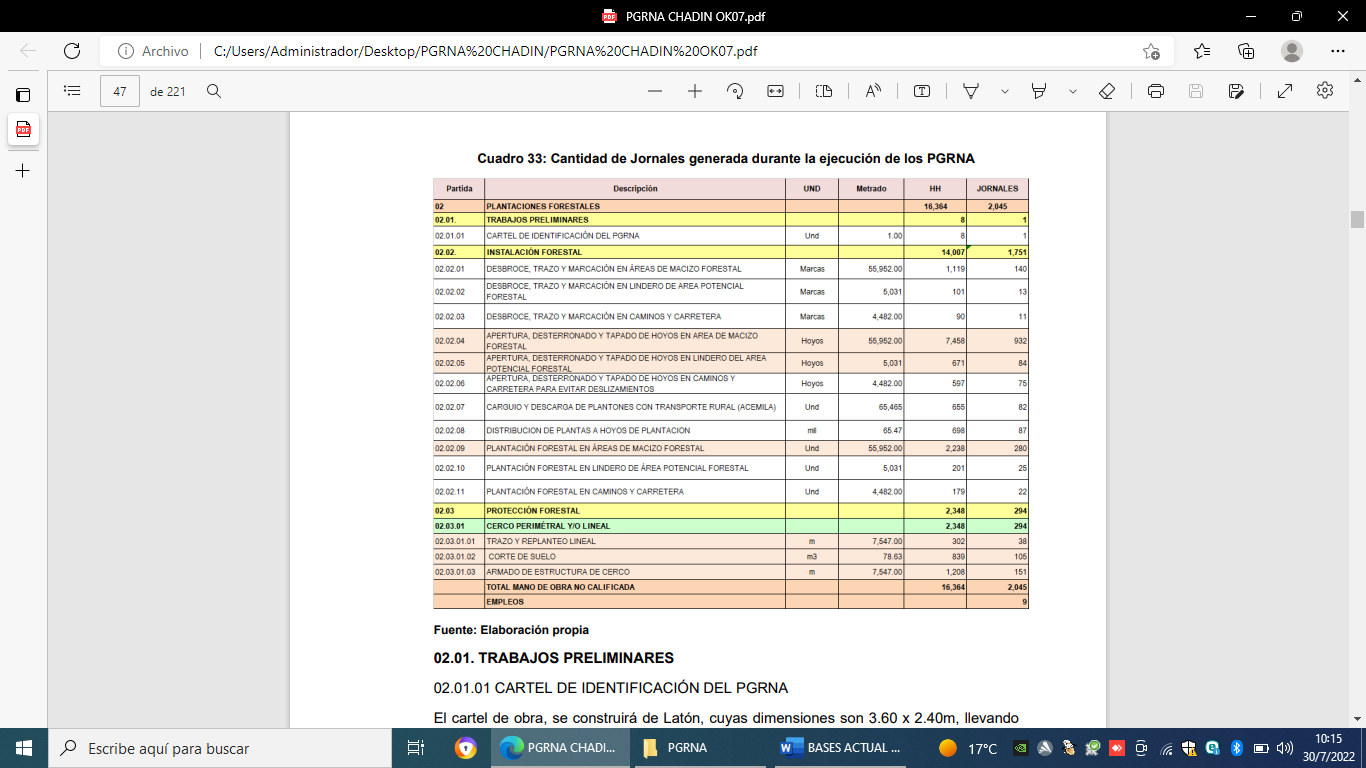 PGRNA CHADIN OK07.pdf
Archivo C:/Users/Administrador/Desktop/PGRNA%20CHADIN/PGRNA%20CHADIN%20OK07.pdf
47 de 221
Cuadro 33: Cantidad de Jornales generada durante la ejecución de los PGRNA
Partida Descripción UND Metrado HH JORNALES
02 PLANTACIONES FORESTALES 16,364 2,045
02.01. TRABAJOS PRELIMINARES 8 1
02.01.01 CARTEL DE IDENTIFICACIÓN DEL PGRNA Und 1.00 8 1
02.02. INSTALACIÓN FORESTAL 14,007 1,751
02.02.01 DESBROCE, TRAZO Y MARCACIÓN EN ÁREAS DE MACIZO FORESTAL Marcas 55,952.00 1,119 140
02.02.02 DESBROCE, TRAZO Y MARCACIÓN EN LINDERO DE AREA POTENCIAL
FORESTAL Marcas 5,031 101 13
02.02.03 DESBROCE, TRAZO Y MARCACIÓN EN CAMINOS Y CARRETERA Marcas 4,482.00 90 11
02.02.04 APERTURA, DESTERRONADO Y TAPADO DE HOYOS EN AREA DE MACIZO
FORESTAL Hoyos 55,952.00 7,458 932
02.02.05 APERTURA, DESTERRONADO Y TAPADO DE HOYOS EN LINDERO DEL AREA
POTENCIAL FORESTAL Hoyos 5,031 671 84
02.02.06 APERTURA, DESTERRONADO Y TAPADO DE HOYOS EN CAMINOS Y
CARRETERA PARA EVITAR DESLIZAMIENTOS Hoyos 4,482.00 597 75
02.02.07 CARGUIO Y DESCARGA DE PLANTONES CON TRANSPORTE RURAL (ACEMILA) Und 65,465 655 82
02.02.08 DISTRIBUCION DE PLANTAS A HOYOS DE PLANTACION mll 65.47 698 87
02.02.09 PLANTACIÓN FORESTAL EN ÁREAS DE MACIZO FORESTAL Und 55,952.00 2,238 280
02.02.10 PLANTACIÓN FORESTAL EN LINDERO DE ÁREA POTENCIAL FORESTAL Und 5,031 201 25
02.02.11 PLANTACIÓN FORESTAL EN CAMINOS Y CARRETERA Und 4,482.00 179 22
02.03 PROTECCIÓN FORESTAL 2,348 294
02.03.01 CERCO PERIMÉTRAL Y/O LINEAL 2,348 294
02.03.01.01 TRAZO Y REPLANTEO LINEAL m 7,547.00 302 38
02.03.01.02 CORTE DE SUELO m3 78.63 839 105
02.03.01.03 ARMADO DE ESTRUCTURA DE CERCO m 7,547.00 1,208 151
TOTAL MANO DE OBRA NO CALIFICADA 16,364 2,045
EMPLEOS 9
Fuente: Elaboración propia
02.01. TRABAJOS PRELIMINARES
02.01.01 CARTEL DE IDENTIFICACIÓN DEL PGRNA
El cartel de obra, se construirá de Latón, cuyas dimensiones son 3.60 x 2.40m, llevando
Escribe aquí para buscar PGRNA CHADI... PGRNA BASES ACTUAL ... 17°C 10:15
30/7/2022